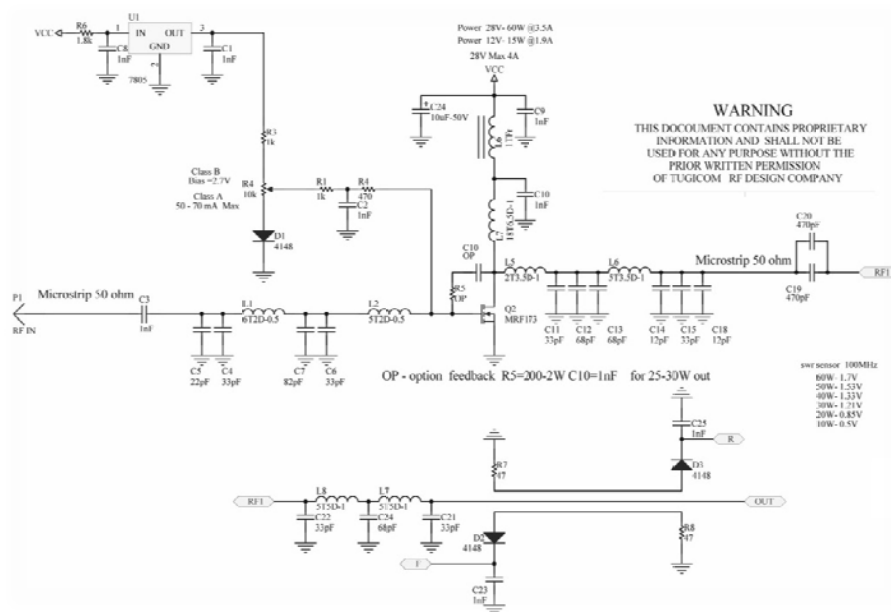 U1
R6
VCC
1.8k
1
IN
OUT
3
GND
C8
1nF
2
7805
C1
1nF
R3
1k
Class B
Bias =2.7V
R4
10k
Class A
50 - 70 mA Max
R1
1k
R4
470
C2
1nF
D1
4148
Power 28V- 60W @3.5A
Power 12V- 15W @1.9A
28V Max 4A
VCC
C24
10uF-50V
C9
1nF
L6
C10
1nF
L7
18T6.5D-1
WARNING
THIS DOCOUMENT CONTAINS PROPRIETARY
INFORMATION AND SHALL NOT BE
USED FOR ANY PURPOSE WITHOUT THE
PRIOR WRITTEN PERMISSION
OF TUGICOM RF DESIGN COMPANY
C10
OP
R5
OP
L5
2T3.5D-1
L6
5T3.5D-1
Microstrip 50 ohm
C20
470pF
C19
470pF
RF1
P1
RF IN
Microstrip 50 ohm
C3
1nF
L1
6T2D-0.5
L2
5T2D-0.5
Q2
MRF173
C5
22pF
C4
33pF
C7
82pF
C6
33pF
C11
33pF
C12
68pF
C13
68pF
C14
12pF
C15
33pF
C18
12pF
OP - option feedback R5=200-2W C10=1nF for 25-30W out
swr sensor 100MHz
60W- 1.7V
50W- 1.53V
40W- 1.33V
30W- 1.21V
20W- 0.85V
10W- 0.5V
C25
1nF
R
R7
47
D3
4148
RF1
L8
5T5D-1
L7
5T5D-1
OUT
C22
33pF
C24
68pF
C21
33pF
D2
4148
R8
47
F
C23
1nF